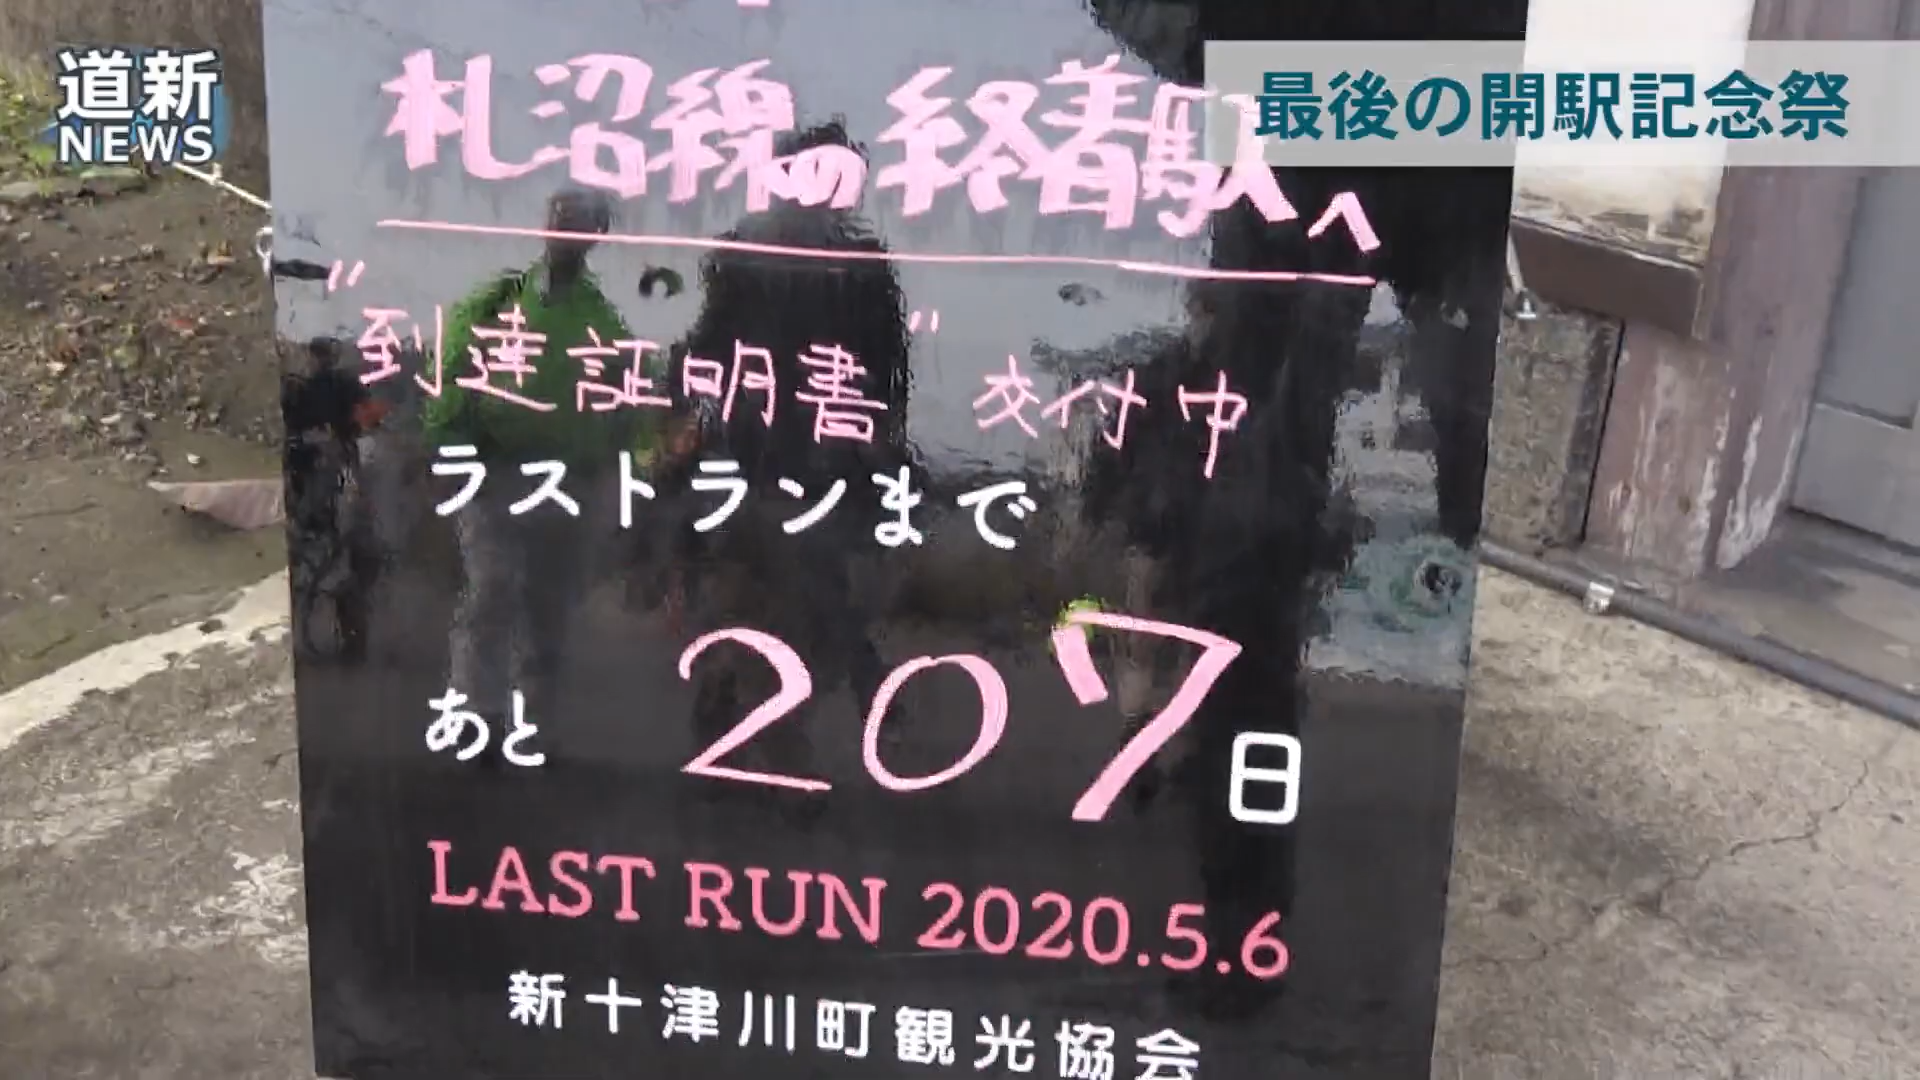 道新
NEWS
最後の開駅記念祭
札沼線の終着駅へ
"到達証明書"交付中
ラストランまで
あと 207日
LAST RUN 2020.5.6
新十津川町観光協会